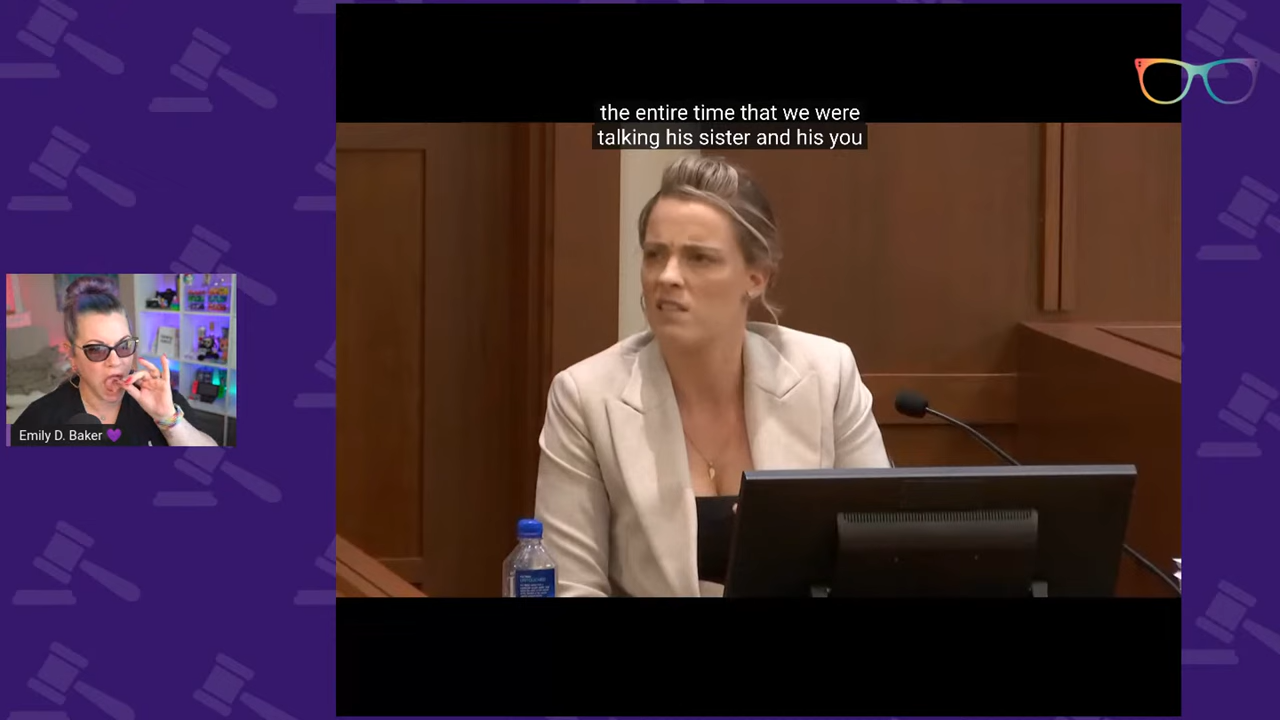 the entire time that we were
talking his sister and his you
Emily D. Baker 💜